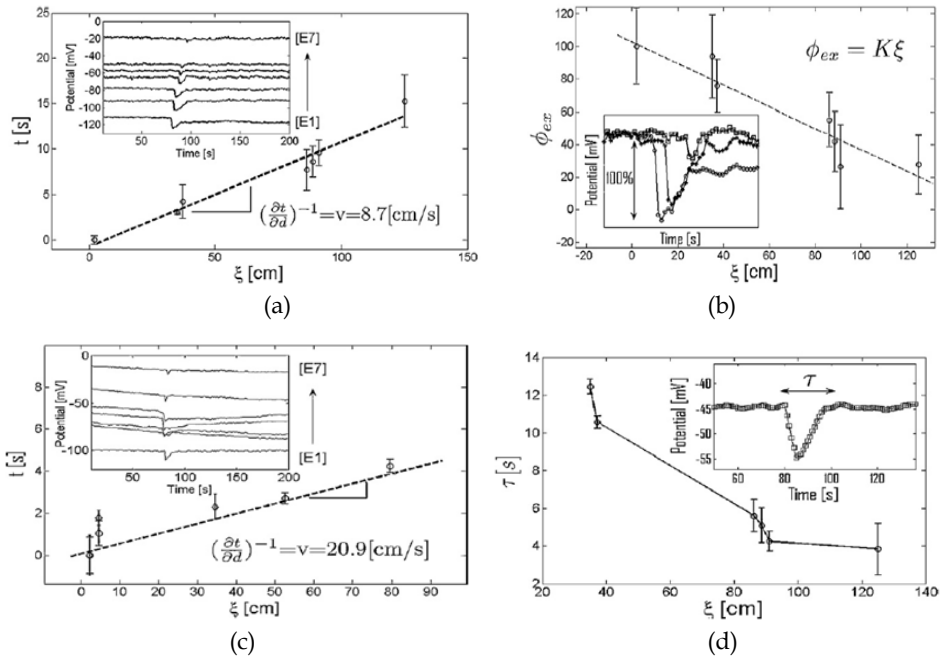 25
20
15
10
5
0
t [s]
0
50
100
150
ξ [cm]
0
-20
-40
-60
-80
-100
-120
Potential [mV]
50
100
150
200
Time [s]
[E7]
[E1]
(∂t/∂d)⁻¹=v=8.7[cm/s]
(a)
120
100
80
60
40
20
0
-20
ϕex
-20
0
20
40
60
80
100
120
ξ [cm]
ϕex = Kξ
Potential [mV]
100%
Time [s]
(b)
8
6
4
2
0
t [s]
0
10
20
30
40
50
60
70
80
90
ξ [cm]
0
-50
-100
Potential [mV]
50
100
150
200
Time [s]
[E7]
[E1]
(∂t/∂d)⁻¹=v=20.9[cm/s]
(c)
14
12
10
8
6
4
2
τ [s]
20
40
60
80
100
120
140
ξ [cm]
-40
-45
-50
-55
Potential [mV]
τ
60
80
100
120
Time [s]
(d)